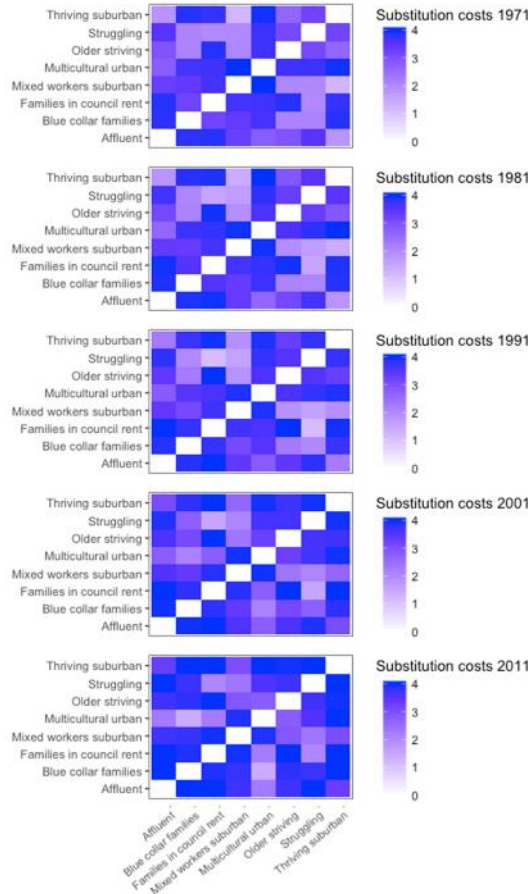 Substitution costs 1971
Thriving suburban
Struggling
Older striving
Multicultural urban
Mixed workers suburban
Families in council rent
Blue collar families
Affluent
4
3
2
1
0
Substitution costs 1981
Thriving suburban
Struggling
Older striving
Multicultural urban
Mixed workers suburban
Families in council rent
Blue collar families
Affluent
4
3
2
1
0
Substitution costs 1991
Thriving suburban
Struggling
Older striving
Multicultural urban
Mixed workers suburban
Families in council rent
Blue collar families
Affluent
4
3
2
1
0
Substitution costs 2001
Thriving suburban
Struggling
Older striving
Multicultural urban
Mixed workers suburban
Families in council rent
Blue collar families
Affluent
4
3
2
1
0
Substitution costs 2011
Thriving suburban
Struggling
Older striving
Multicultural urban
Mixed workers suburban
Families in council rent
Blue collar families
Affluent
4
3
2
1
0
Affluent
Blue collar families
Families in council rent
Mixed workers suburban
Multicultural urban
Older striving
Struggling
Thriving suburban